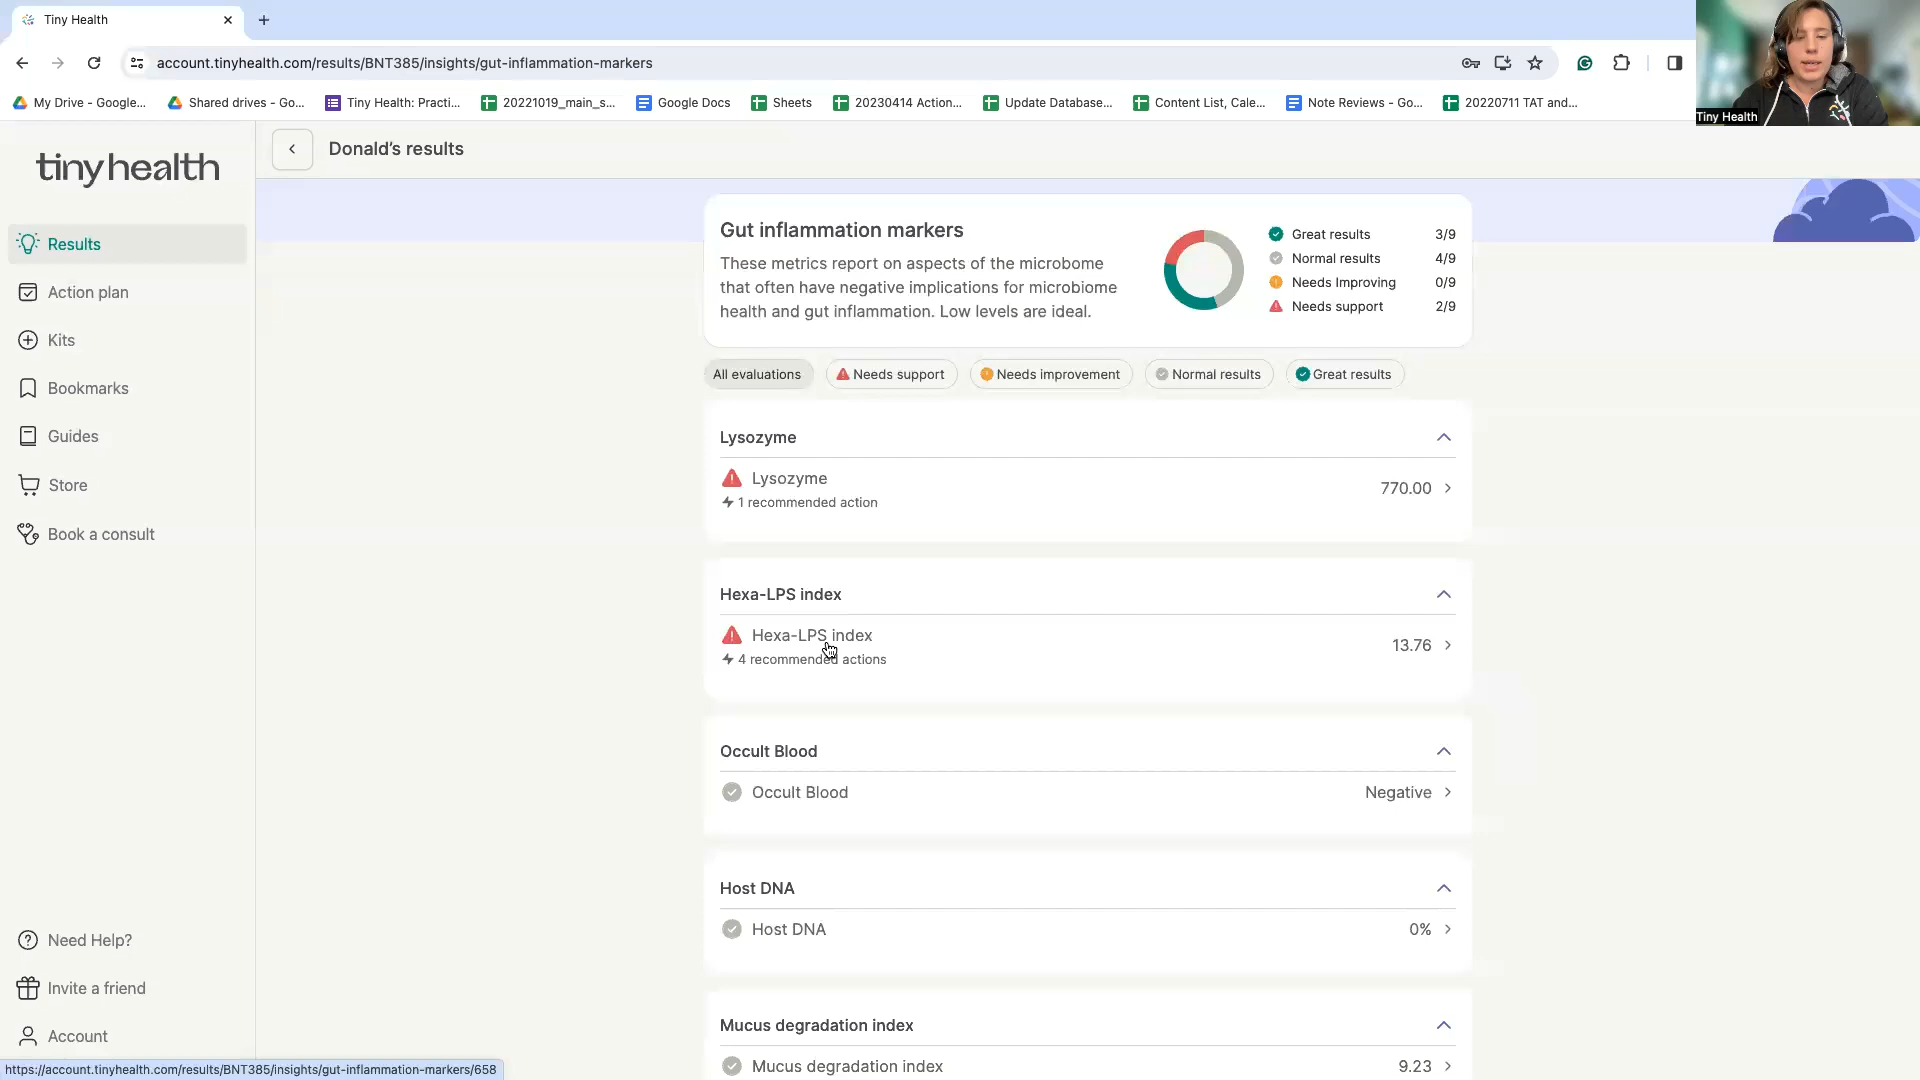 Tiny Health
account.tinyhealth.com/results/BNT385/insights/gut-inflammation-markers
My Drive - Google...
Shared drives - Go...
Tiny Health: Practi...
20221019_main_s...
Google Docs
Sheets
20230414 Action...
Update Database...
Content List, Cale...
Note Reviews - Go...
20220711 TAT and...
Tiny Health
tinyhealth
Donald's results
Results
Action plan
Kits
Bookmarks
Guides
Store
Book a consult
Need Help?
Invite a friend
Account
Gut inflammation markers
These metrics report on aspects of the microbome
that often have negative implications for microbiome
health and gut inflammation. Low levels are ideal.
Great results 3/9
Normal results 4/9
Needs Improving 0/9
Needs support 2/9
All evaluations
Needs support
Needs improvement
Normal results
Great results
Lysozyme
Lysozyme
1 recommended action
770.00
Hexa-LPS index
Hexa-LPS index
4 recommended actions
13.76
Occult Blood
Occult Blood
Negative
Host DNA
Host DNA
0%
Mucus degradation index
Mucus degradation index
9.23
https://account.tinyhealth.com/results/BNT385/insights/gut-inflammation-markers/658